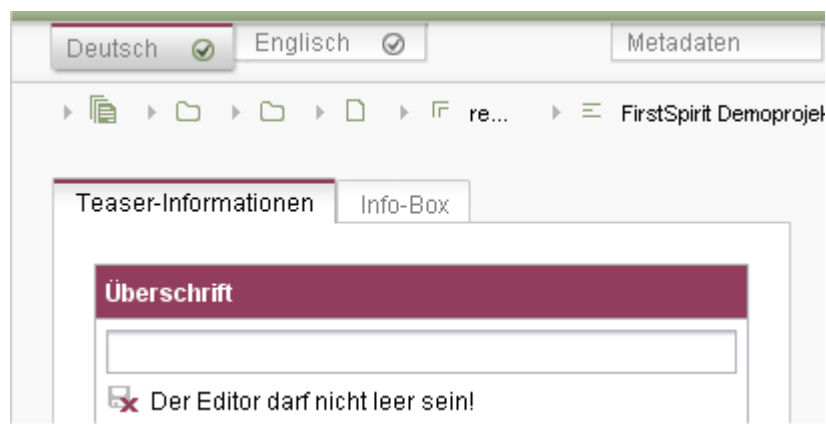 Deutsch Englisch Metadaten
re... FirstSpirit Demoprojek
Teaser-Informationen Info-Box
Überschrift
Der Editor darf nicht leer sein!